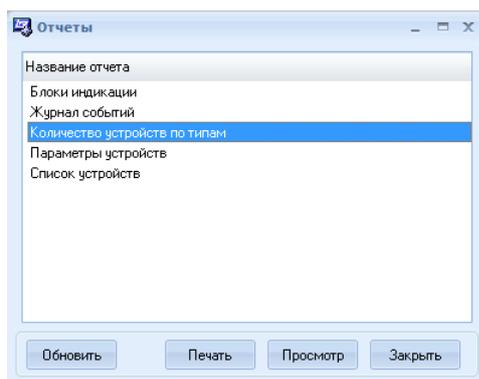 Отчеты
Название отчета
Блоки индикации
Журнал событий
Количество устройств по типам
Параметры устройств
Список устройств
Обновить Печать Просмотр Закрыть